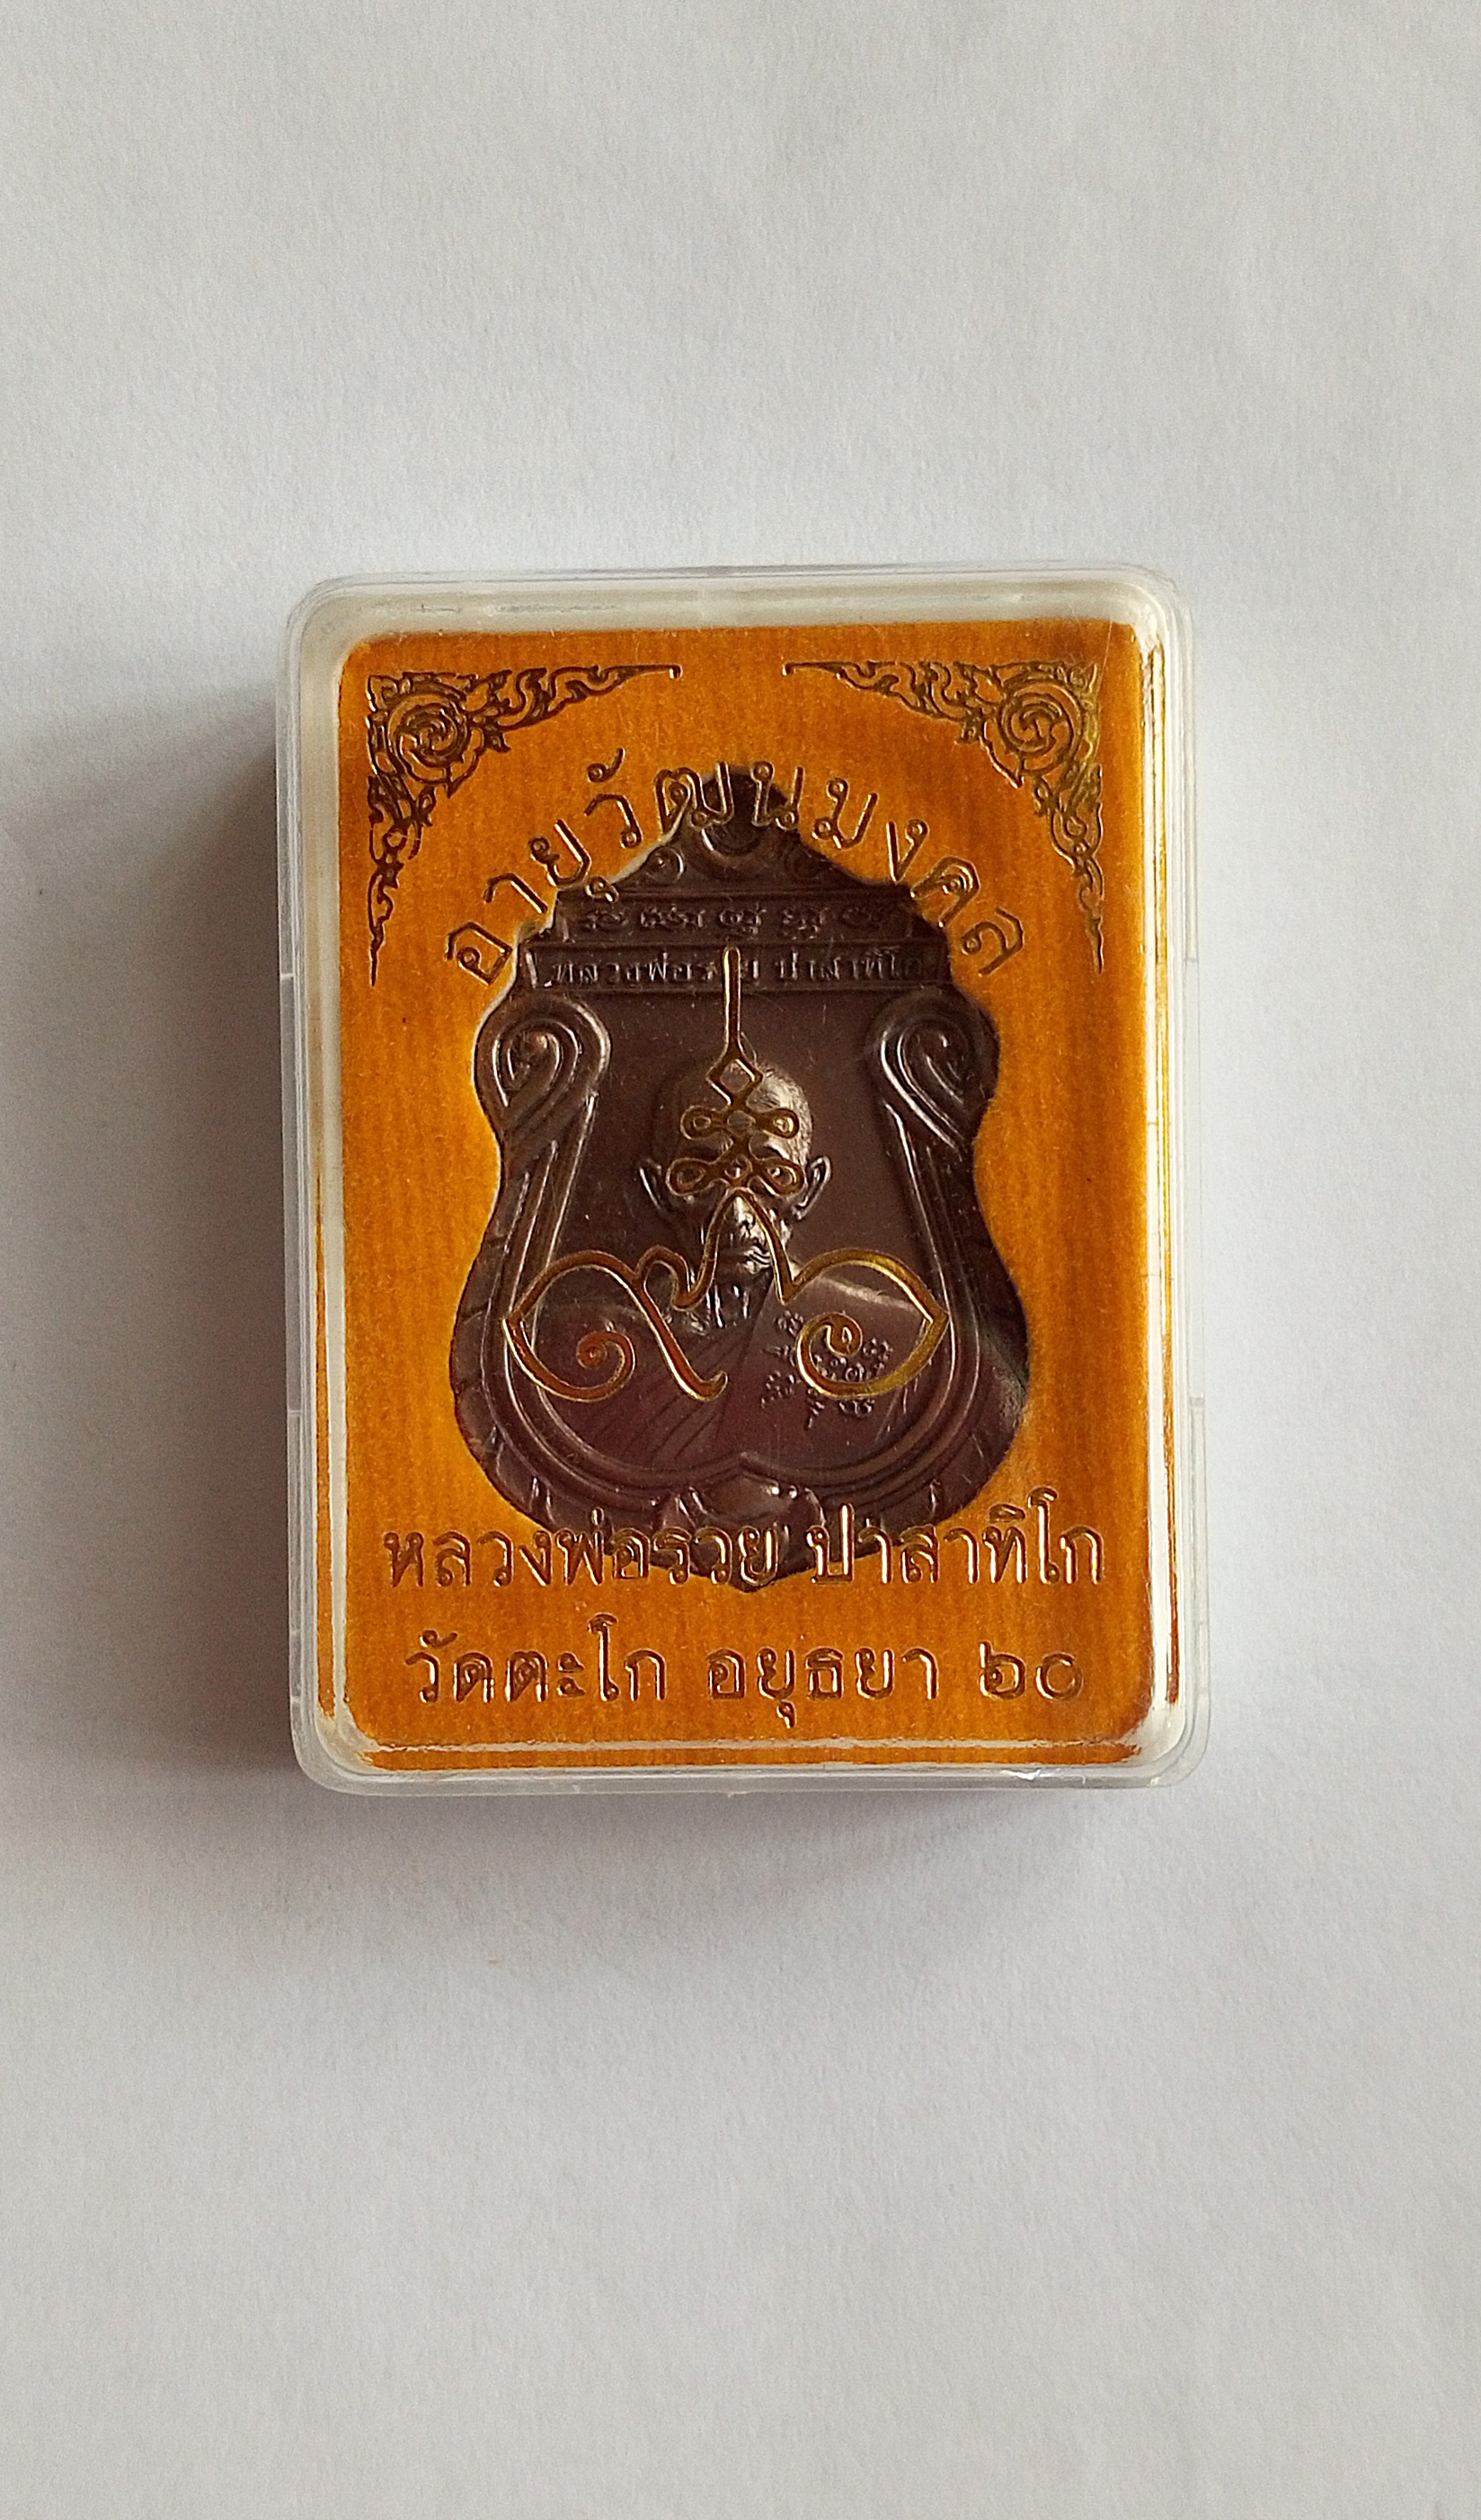 อายุวัฒนมงคล
หลวงพ่อรวย ปาสาทิโก
หลวงพ่อรวย ปาสาทิโก
วัดตะโก อยุธยา ๖๐